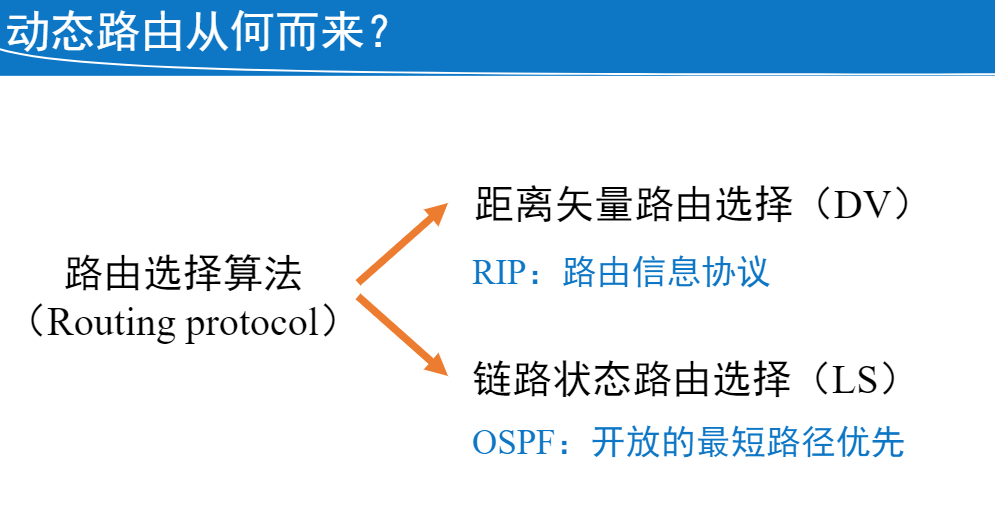 动态路由从何而来？
距离矢量路由选择（DV）
RIP：路由信息协议
路由选择算法
（Routing protocol）
链路状态路由选择（LS）
OSPF：开放的最短路径优先